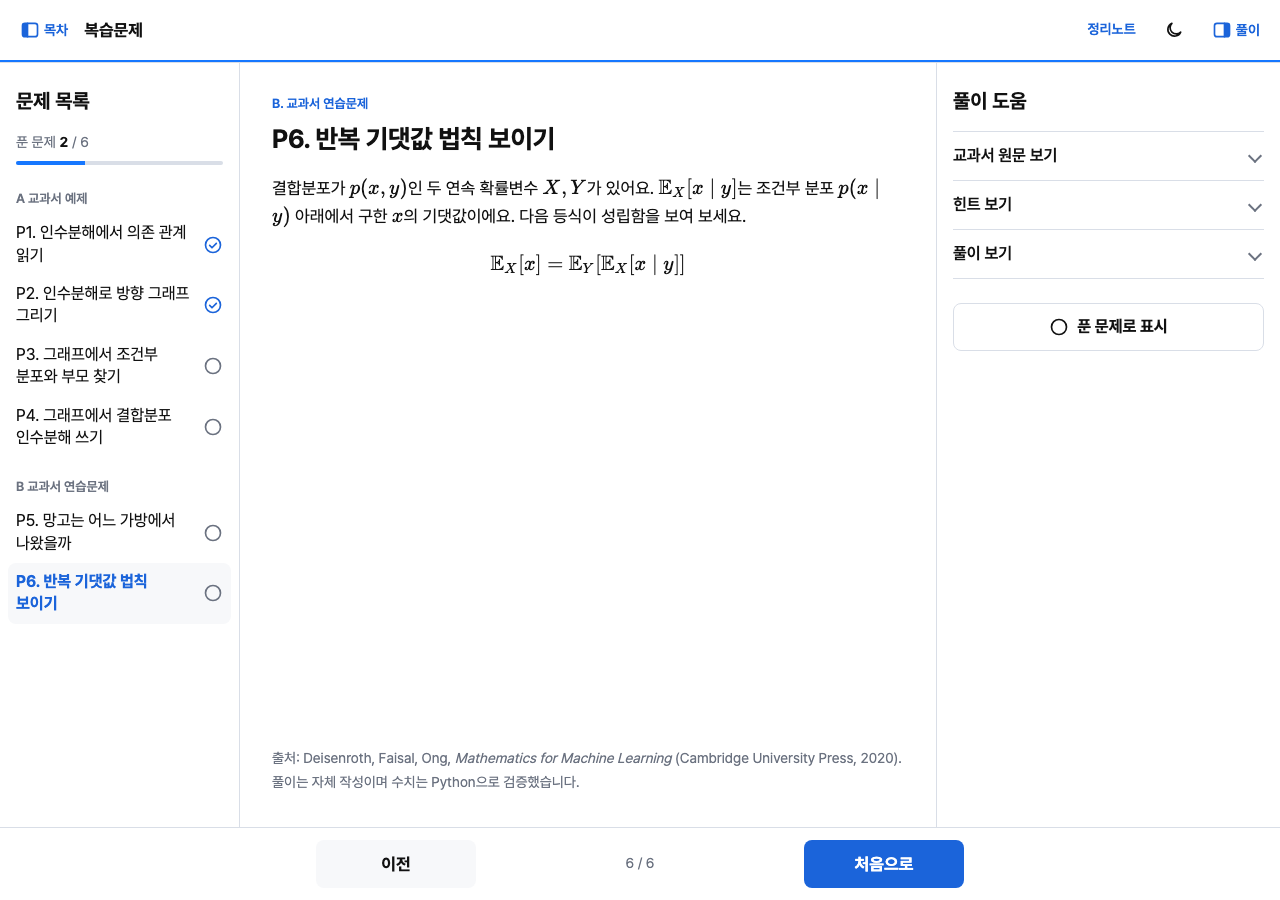 목차 복습문제 정리노트 풀이
문제 목록
푼 문제 2 / 6
A 교과서 예제
P1. 인수분해에서 의존 관계
읽기
P2. 인수분해로 방향 그래프
그리기
P3. 그래프에서 조건부
분포와 부모 찾기
P4. 그래프에서 결합분포
인수분해 쓰기
B 교과서 연습문제
P5. 망고는 어느 가방에서
나왔을까
P6. 반복 기댓값 법칙
보이기
B. 교과서 연습문제
P6. 반복 기댓값 법칙 보이기
결합분포가 p(x, y)인 두 연속 확률변수 X, Y가 있어요. 𝔼_X[x | y]는 조건부 분포 p(x |
y) 아래에서 구한 x의 기댓값이에요. 다음 등식이 성립함을 보여 보세요.
𝔼_X[x] = 𝔼_Y[𝔼_X[x | y]]
출처: Deisenroth, Faisal, Ong, Mathematics for Machine Learning (Cambridge University Press, 2020).
풀이는 자체 작성이며 수치는 Python으로 검증했습니다.
풀이 도움
교과서 원문 보기
힌트 보기
풀이 보기
푼 문제로 표시
이전
6 / 6
처음으로